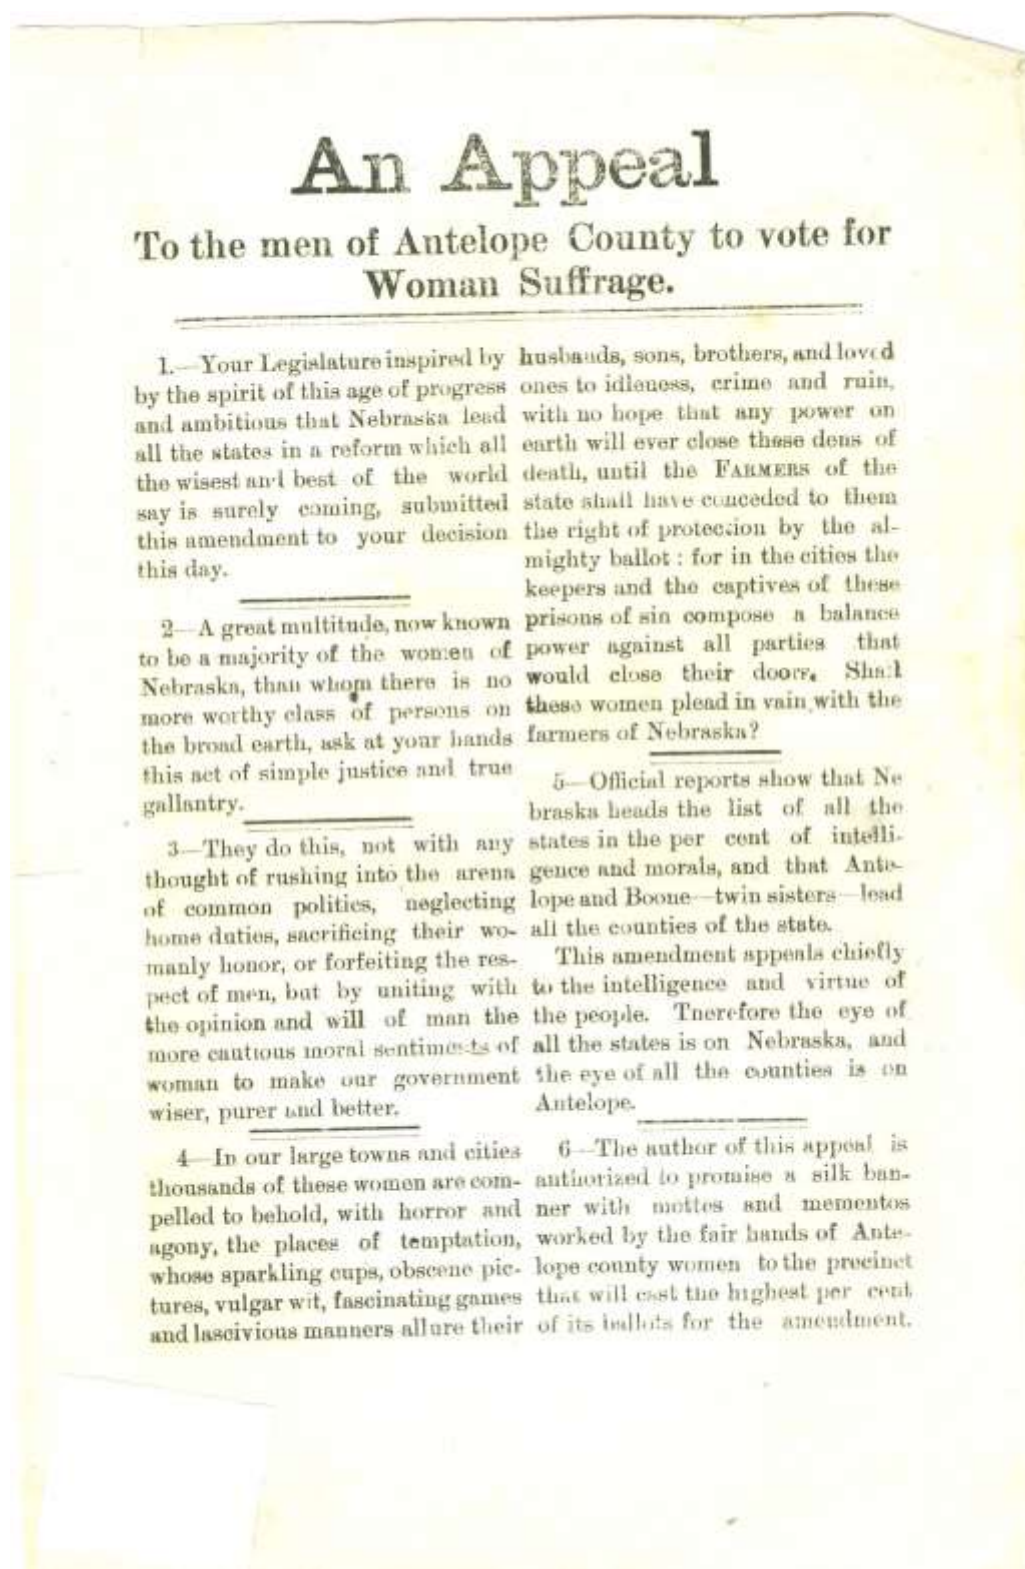 An Appeal
To the men of Antelope County to vote for
Woman Suffrage.
1.—Your Legislature inspired by
by the spirit of this age of progress
and ambitious that Nebraska lead
all the states in a reform which all
the wisest and best of the world
say is surely coming, submitted
this amendment to your decision
this day.
2—A great multitude, now known
to be a majority of the women of
Nebraska, than whom there is no
more worthy class of persons on
the broad earth, ask at your hands
this act of simple justice and true
gallantry.
3—They do this, not with any
thought of rushing into the arena
of common politics, neglecting
home duties, sacrificing their wo-
manly honor, or forfeiting the res-
pect of men, but by uniting with
the opinion and will of man the
more cautious moral sentiments of
woman to make our government
wiser, purer and better.
4—In our large towns and cities
thousands of these women are com-
pelled to behold, with horror and
agony, the places of temptation,
whose sparkling cups, obscene pic-
tures, vulgar wit, fascinating games
and lascivious manners allure their
husbands, sons, brothers, and loved
ones to idleness, crime and ruin,
with no hope that any power on
earth will ever close these dens of
death, until the FARMERS of the
state shall have conceded to them
the right of protection by the al-
mighty ballot : for in the cities the
keepers and the captives of these
prisons of sin compose a balance
power against all parties that
would close their doors. Shall
these women plead in vain with the
farmers of Nebraska?
5—Official reports show that Ne
braska heads the list of all the
states in the per cent of intelli-
gence and morals, and that Ante-
lope and Boone—twin sisters—lead
all the counties of the state.
This amendment appeals chiefly
to the intelligence and virtue of
the people. Tnerefore the eye of
all the states is on Nebraska, and
the eye of all the counties is on
Antelope.
6—The author of this appeal is
authorized to promise a silk ban-
ner with mottes and mementos
worked by the fair hands of Ante-
lope county women to the precinct
that will cast the highest per cent
of its ballots for the amendment.